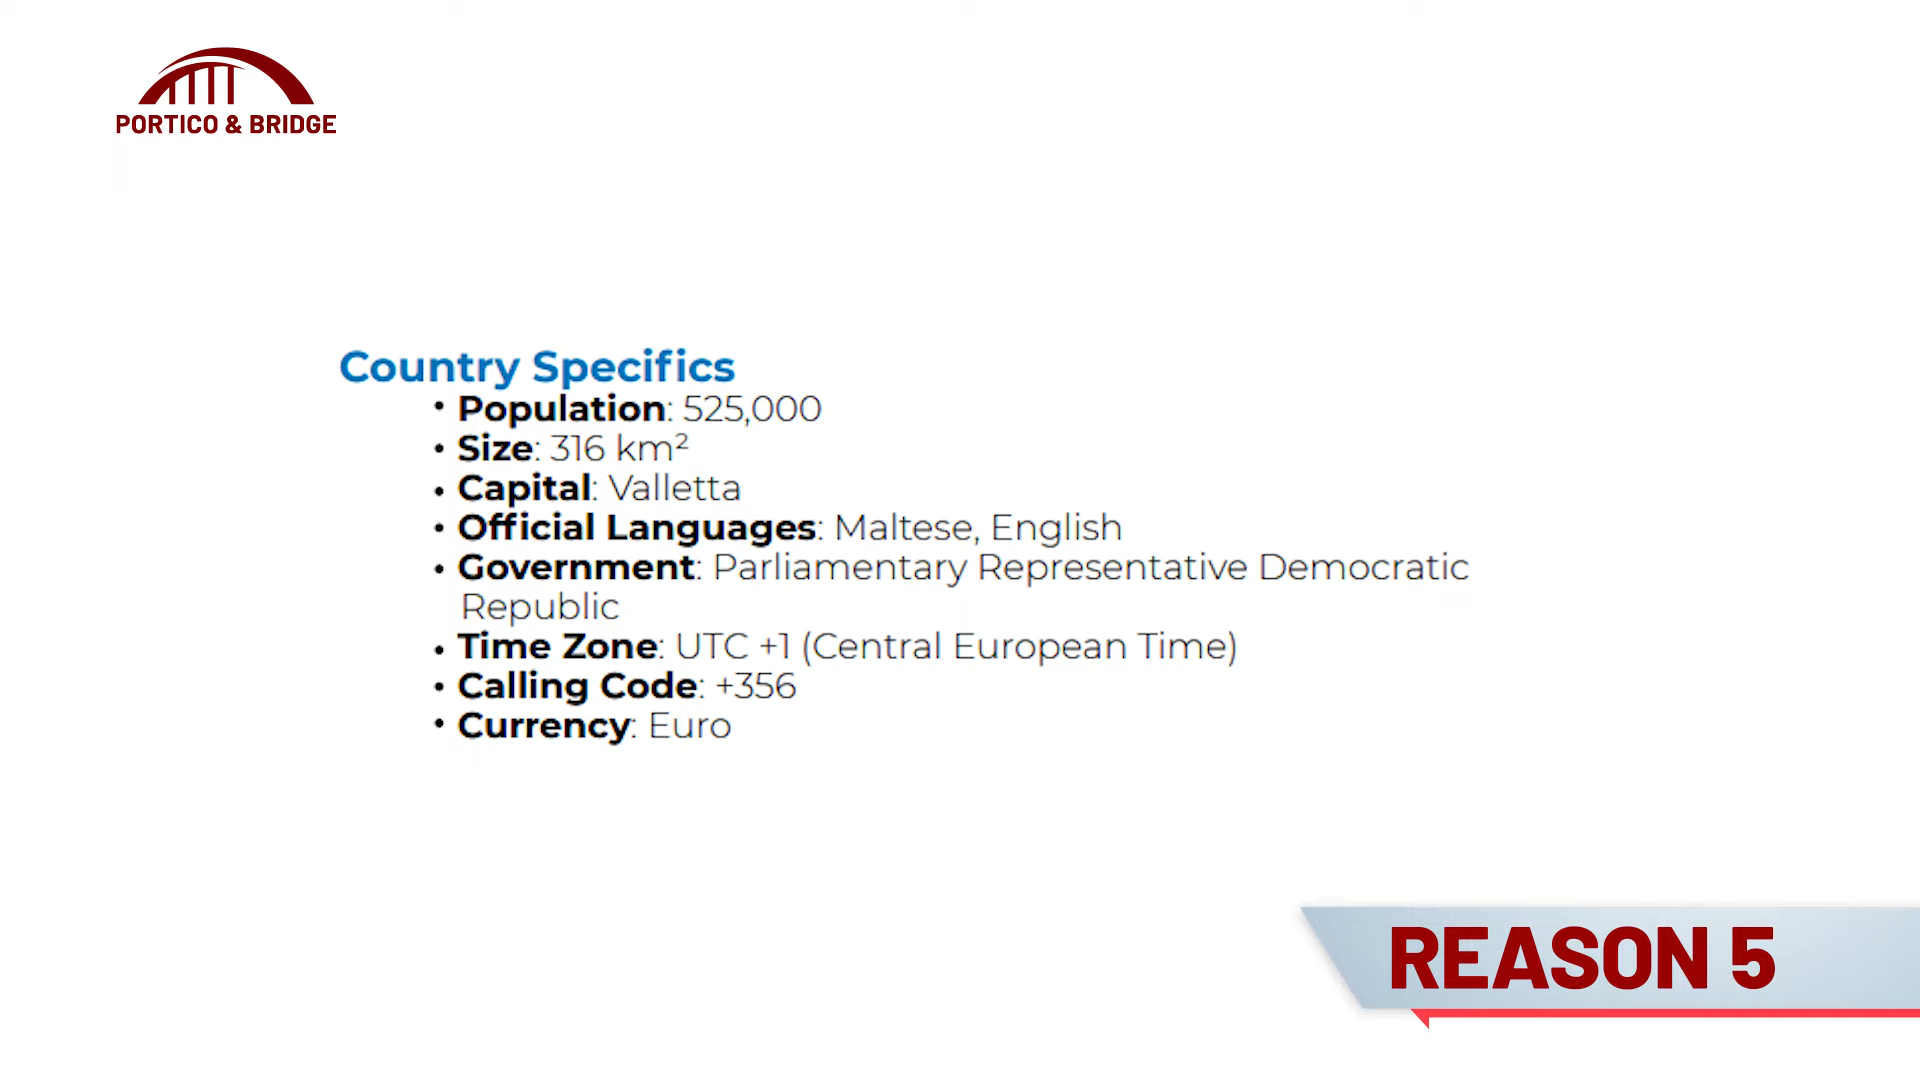 PORTICO & BRIDGE
Country Specifics
• Population: 525,000
• Size: 316 km²
• Capital: Valletta
• Official Languages: Maltese, English
• Government: Parliamentary Representative Democratic
Republic
• Time Zone: UTC +1 (Central European Time)
• Calling Code: +356
• Currency: Euro
REASON 5